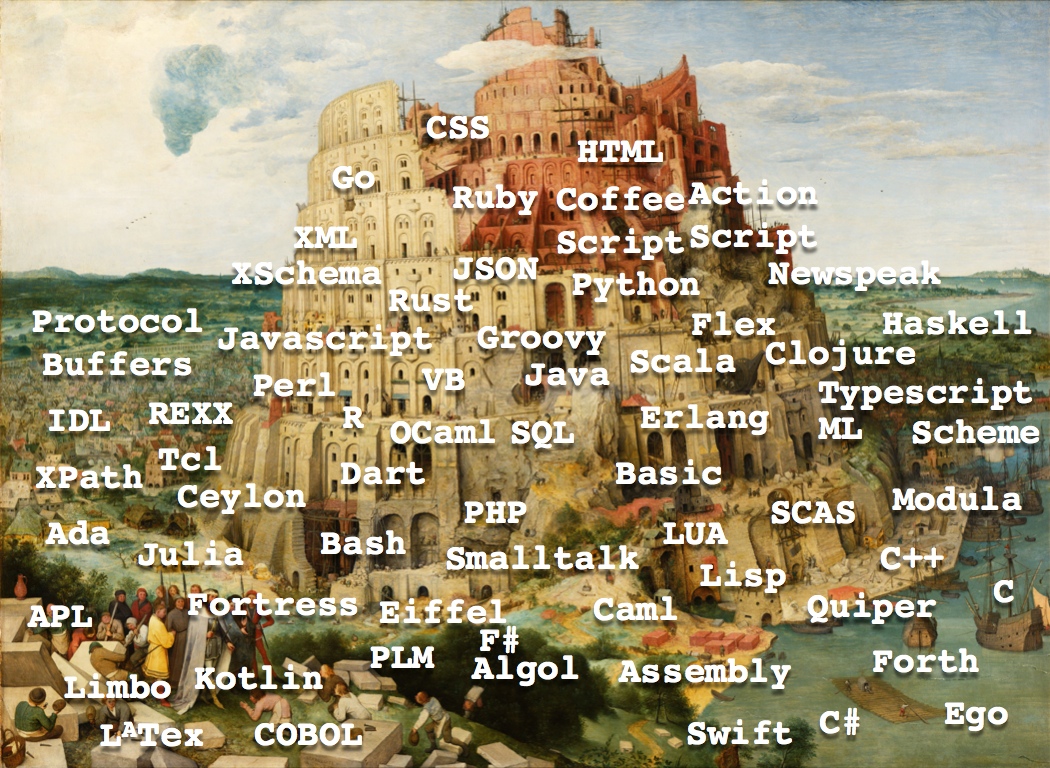 CSS
HTML
Go
Ruby
Coffee
Script
Action
Script
XML
XSchema
JSON
Python
Newspeak
Rust
Protocol
Buffers
Javascript
Groovy
Flex
Haskell
Perl
VB
Java
Scala
Clojure
Typescript
IDL
REXX
R
OCaml
SQL
Erlang
ML
Scheme
XPath
Tcl
Dart
Basic
Ceylon
PHP
SCAS
Modula
Ada
Julia
Bash
Smalltalk
LUA
C++
Lisp
C
APL
Fortress
Eiffel
Caml
Quiper
F#
PLM
Algol
Assembly
Forth
Limbo
Kotlin
Ego
LATex
COBOL
Swift
C#